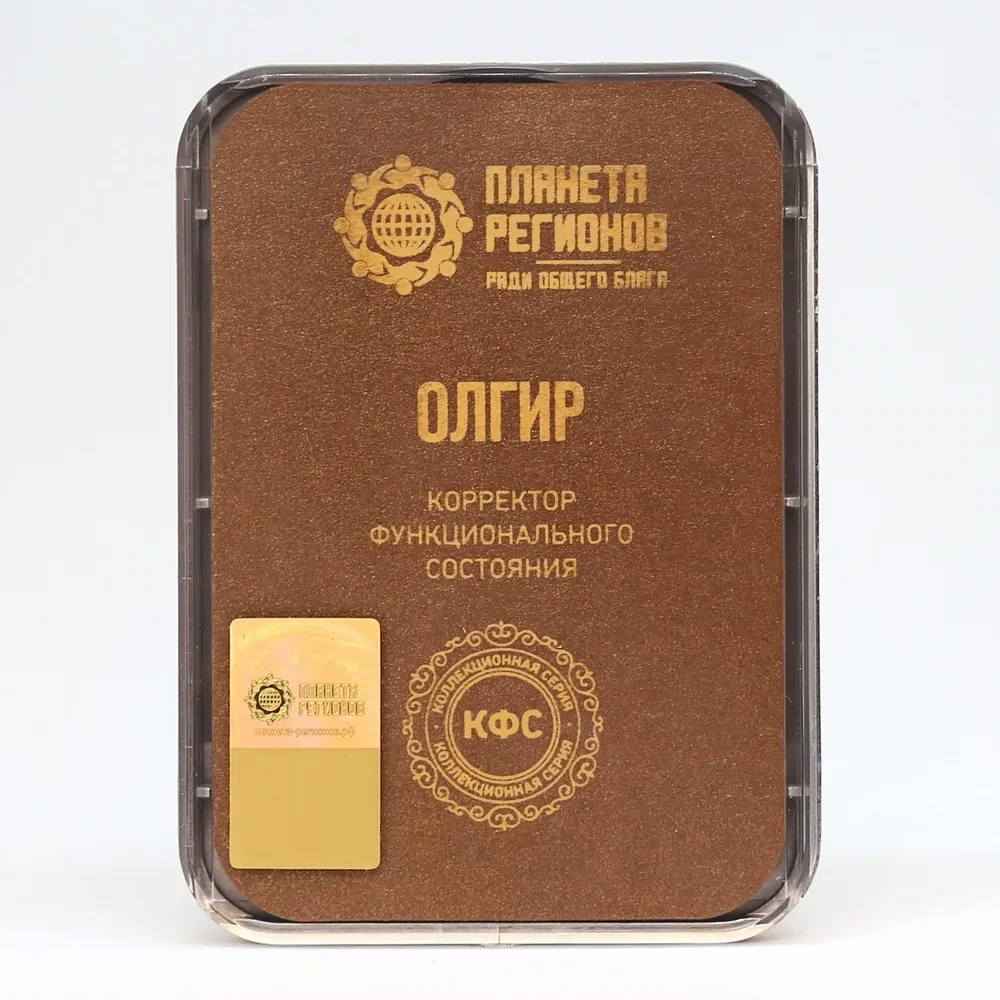 ПЛАНЕТА
РЕГИОНОВ
РАДИ ОБЩЕГО БЛАГА
ОЛГИР
КОРРЕКТОР
ФУНКЦИОНАЛЬНОГО
СОСТОЯНИЯ
КОЛЛЕКЦИОННАЯ СЕРИЯ
КФС
КОЛЛЕКЦИОННАЯ СЕРИЯ
ПЛАНЕТА
РЕГИОНОВ
планета-регионов.рф